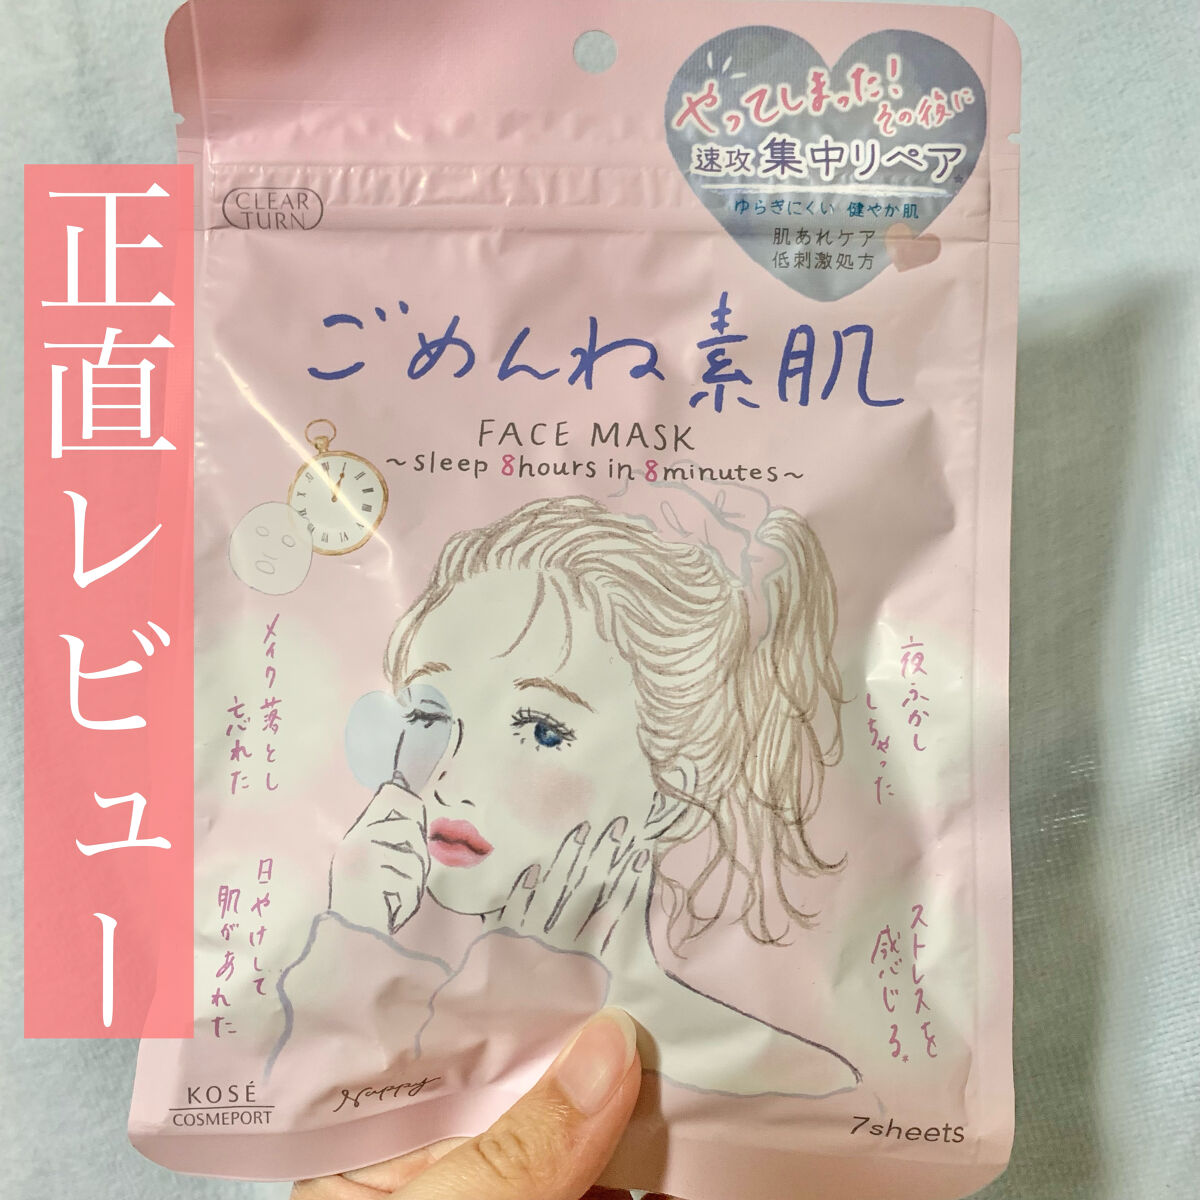 正直レビュー
CLEAR
TURN
やってしまった!
その後に
速攻 集中リペア
ゆらぎにくい 健やか肌
肌あれケア
低刺激処方
ごめんね素肌
FACE MASK
~sleep 8hours in 8minutes~
メイク落とし
忘れた
夜ふかし
しちゃった
日やけして
肌があれた
ストレスを
感じる*
KOSÉ
COSMEPORT
Nappy
7sheets